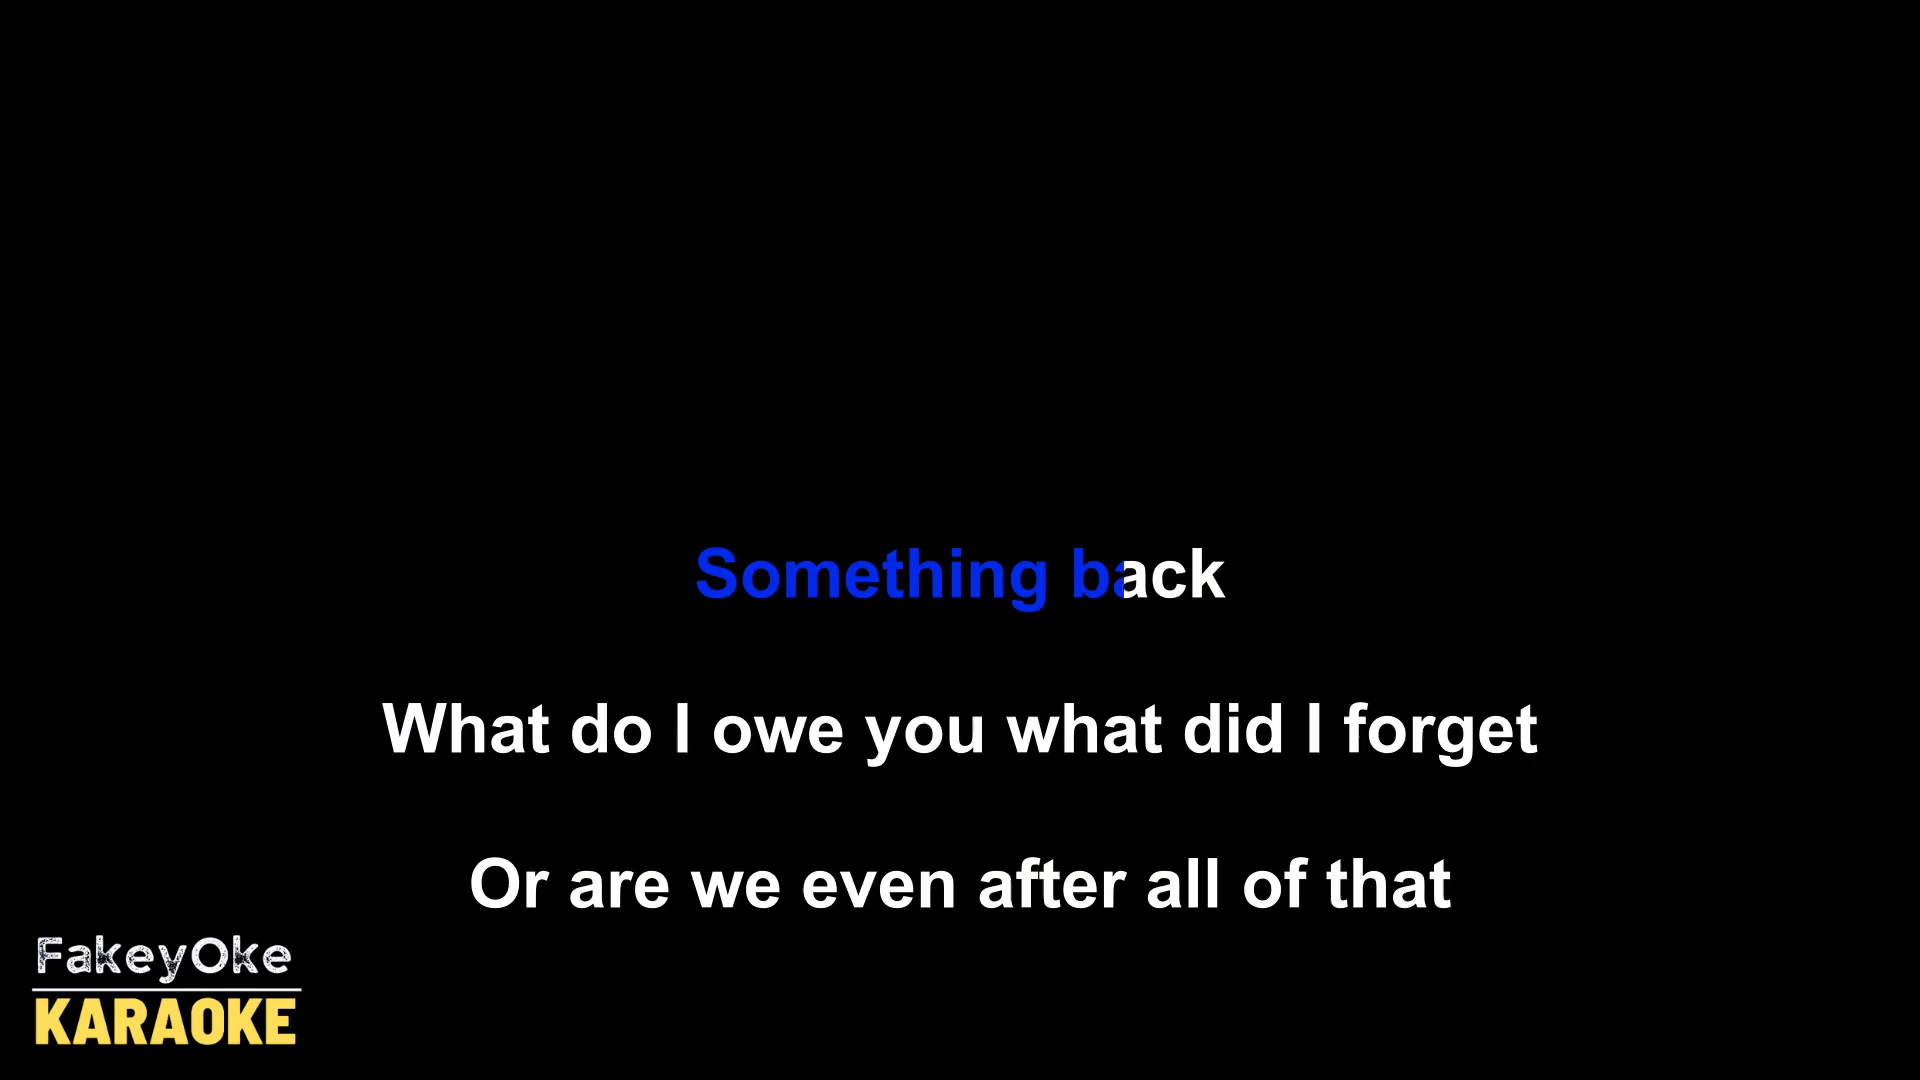 Something back
What do I owe you what did I forget
Or are we even after all of that
FakeyOke
KARAOKE